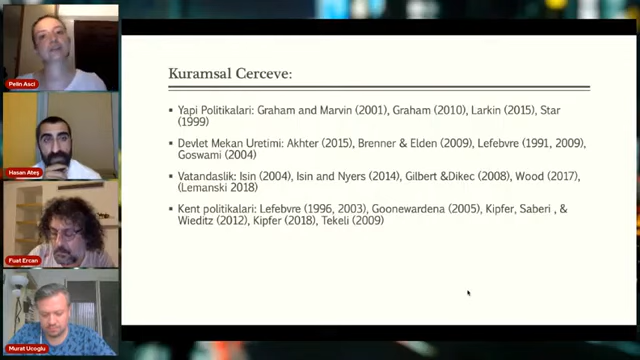 Kuramsal Cerceve:
Yapi Politikalari: Graham and Marvin (2001), Graham (2010), Larkin (2015), Star
(1999)
Devlet Mekan Uretimi: Akhter (2015), Brenner & Elden (2009), Lefebvre (1991, 2009),
Goswami (2004)
Vatandaslik: Isin (2004), Isin and Nyers (2014), Gilbert &Dikec (2008), Wood (2017),
(Lemanski 2018)
Kent politikalari: Lefebvre (1996, 2003), Goonewardena (2005), Kipfer, Saberi , &
Wieditz (2012), Kipfer (2018), Tekeli (2009)
Pelin Asci
Hasan Ateş
Fuat Ercan
Murat Ucoglu